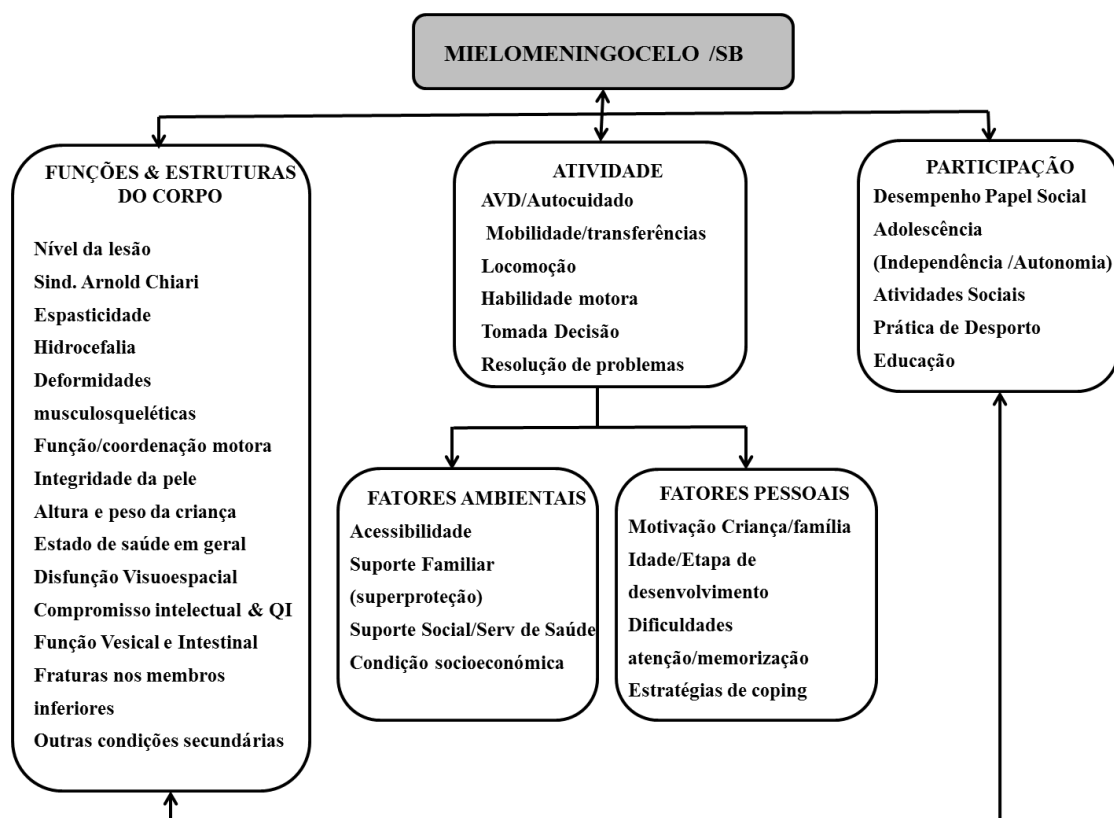 MIELOMENINGOCELO /SB
FUNÇÕES & ESTRUTURAS
DO CORPO
Nível da lesão
Sind. Arnold Chiari
Espasticidade
Hidrocefalia
Deformidades
musculosqueléticas
Função/coordenação motora
Integridade da pele
Altura e peso da criança
Estado de saúde em geral
Disfunção Visuoespacial
Compromisso intelectual & QI
Função Vesical e Intestinal
Fraturas nos membros
inferiores
Outras condições secundárias
ATIVIDADE
AVD/Autocuidado
Mobilidade/transferências
Locomoção
Habilidade motora
Tomada Decisão
Resolução de problemas
PARTICIPAÇÃO
Desempenho Papel Social
Adolescência
(Independência /Autonomia)
Atividades Sociais
Prática de Desporto
Educação
FATORES AMBIENTAIS
Acessibilidade
Suporte Familiar
(superproteção)
Suporte Social/Serv de Saúde
Condição socioeconómica
FATORES PESSOAIS
Motivação Criança/família
Idade/Etapa de
desenvolvimento
Dificuldades
atenção/memorização
Estratégias de coping